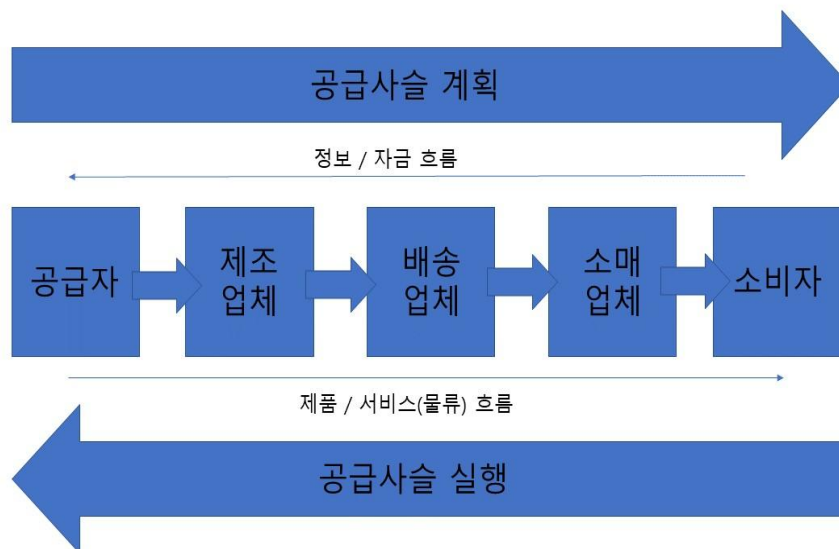 공급사슬 계획
정보 / 자금 흐름
공급자
제조
업체
배송
업체
소매
업체
소비자
제품 / 서비스(물류) 흐름
공급사슬 실행